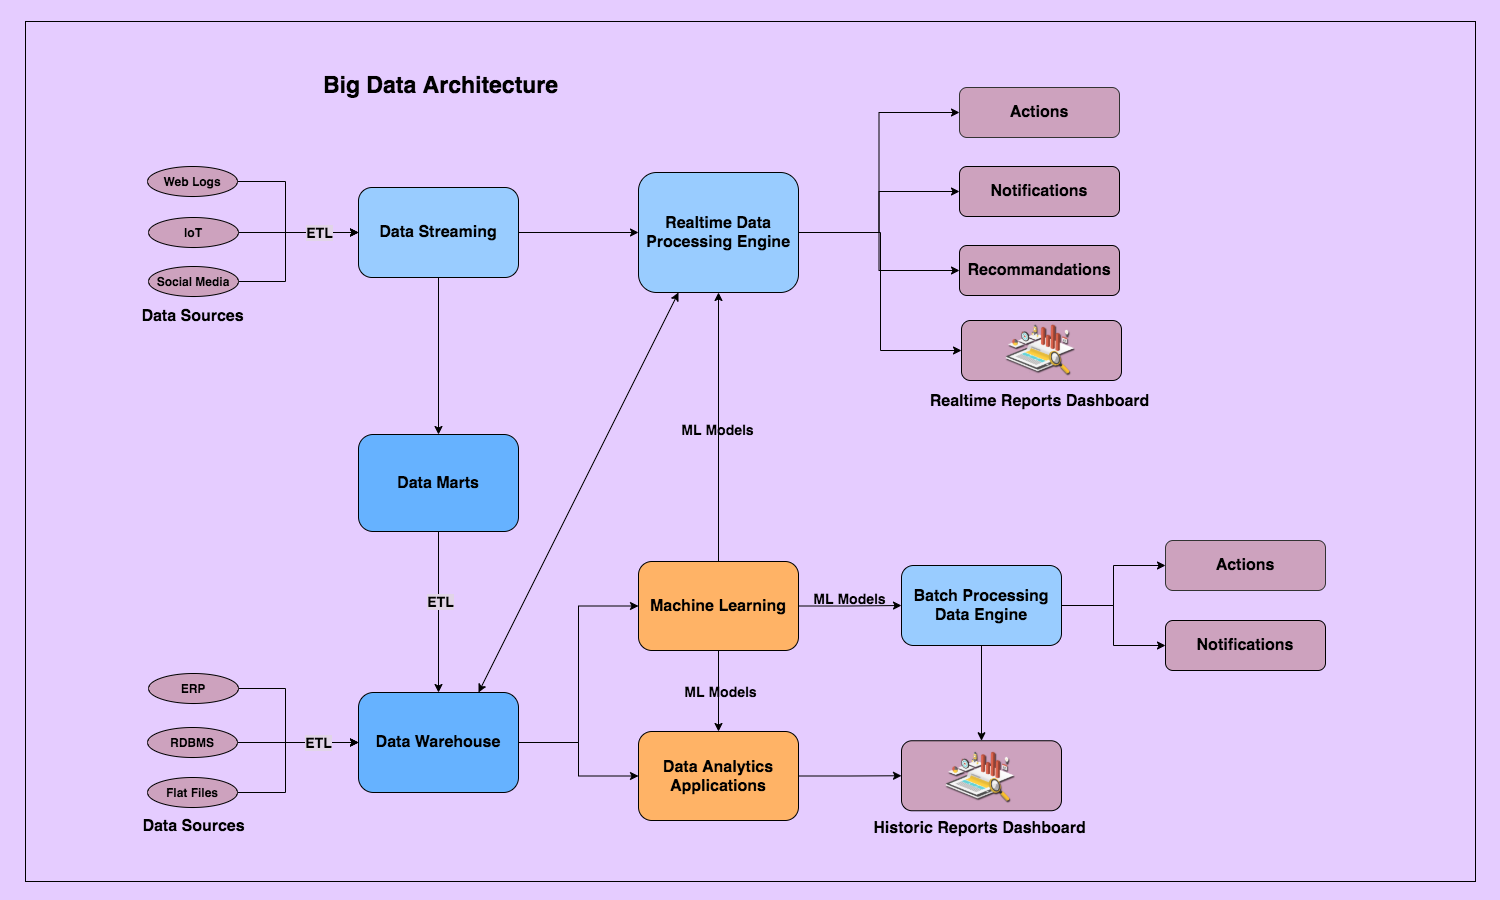 Big Data Architecture
Web Logs
IoT
Social Media
Data Sources
ETL
Data Streaming
Realtime Data
Processing Engine
Actions
Notifications
Recommandations
Realtime Reports Dashboard
Data Marts
ML Models
ETL
Machine Learning
ML Models
Batch Processing
Data Engine
Actions
Notifications
ERP
RDBMS
Flat Files
Data Sources
ETL
Data Warehouse
ML Models
Data Analytics
Applications
Historic Reports Dashboard